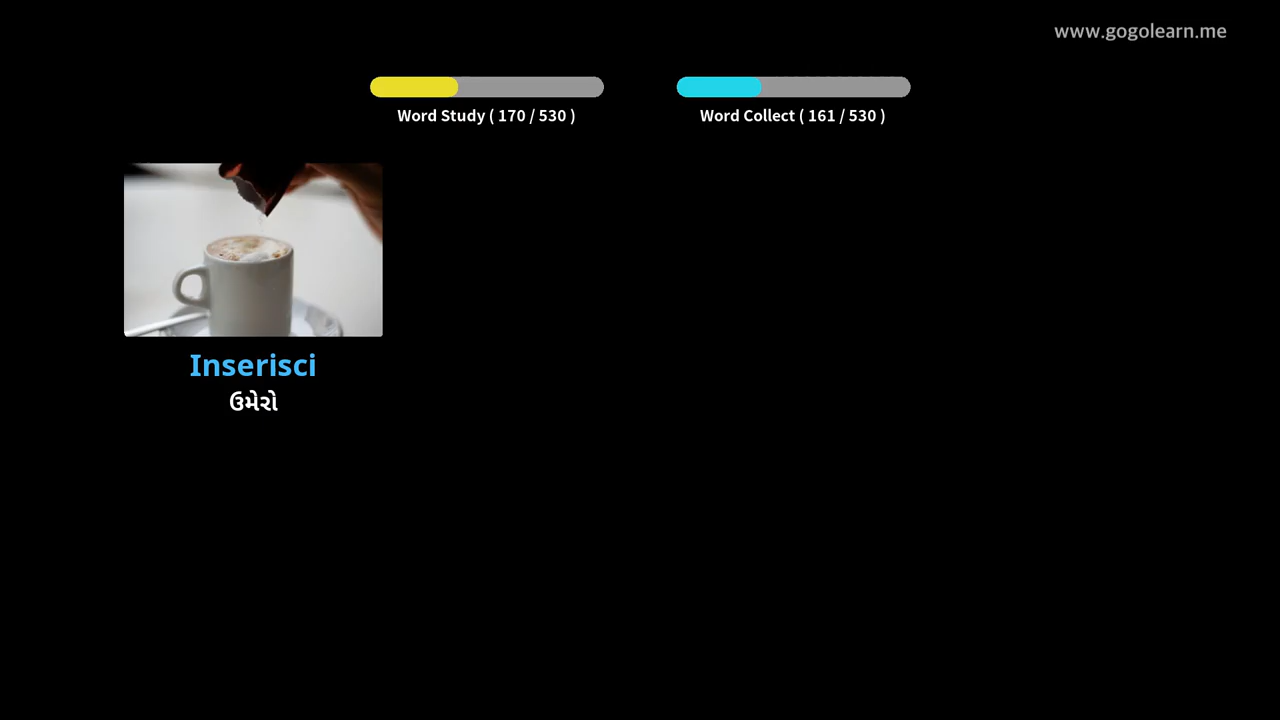 www.gogolearn.me
Word Study ( 170 / 530 )
Word Collect ( 161 / 530 )
Inserisci
ઉમેરો